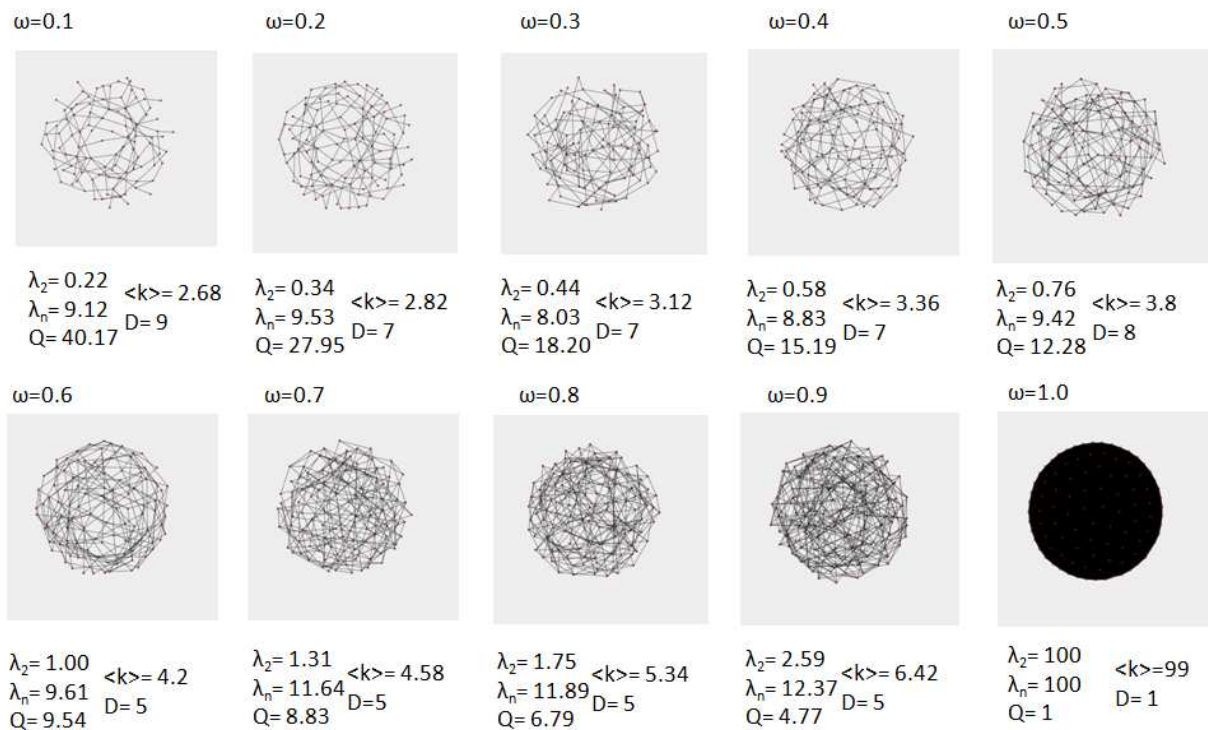 ω=0.1
ω=0.2
ω=0.3
ω=0.4
ω=0.5
λ₂= 0.22
λₙ= 9.12
Q= 40.17
<k>= 2.68
D= 9
λ₂= 0.34
λₙ= 9.53
Q= 27.95
<k>= 2.82
D= 7
λ₂= 0.44
λₙ= 8.03
Q= 18.20
<k>= 3.12
D= 7
λ₂= 0.58
λₙ= 8.83
Q= 15.19
<k>= 3.36
D= 7
λ₂= 0.76
λₙ= 9.42
Q= 12.28
<k>= 3.8
D= 8
ω=0.6
ω=0.7
ω=0.8
ω=0.9
ω=1.0
λ₂= 1.00
λₙ= 9.61
Q= 9.54
<k>= 4.2
D= 5
λ₂= 1.31
λₙ= 11.64
Q= 8.83
<k>= 4.58
D=5
λ₂= 1.75
λₙ= 11.89
Q= 6.79
<k>= 5.34
D= 5
λ₂= 2.59
λₙ= 12.37
Q= 4.77
<k>= 6.42
D= 5
λ₂= 100
λₙ= 100
Q= 1
<k>=99
D= 1